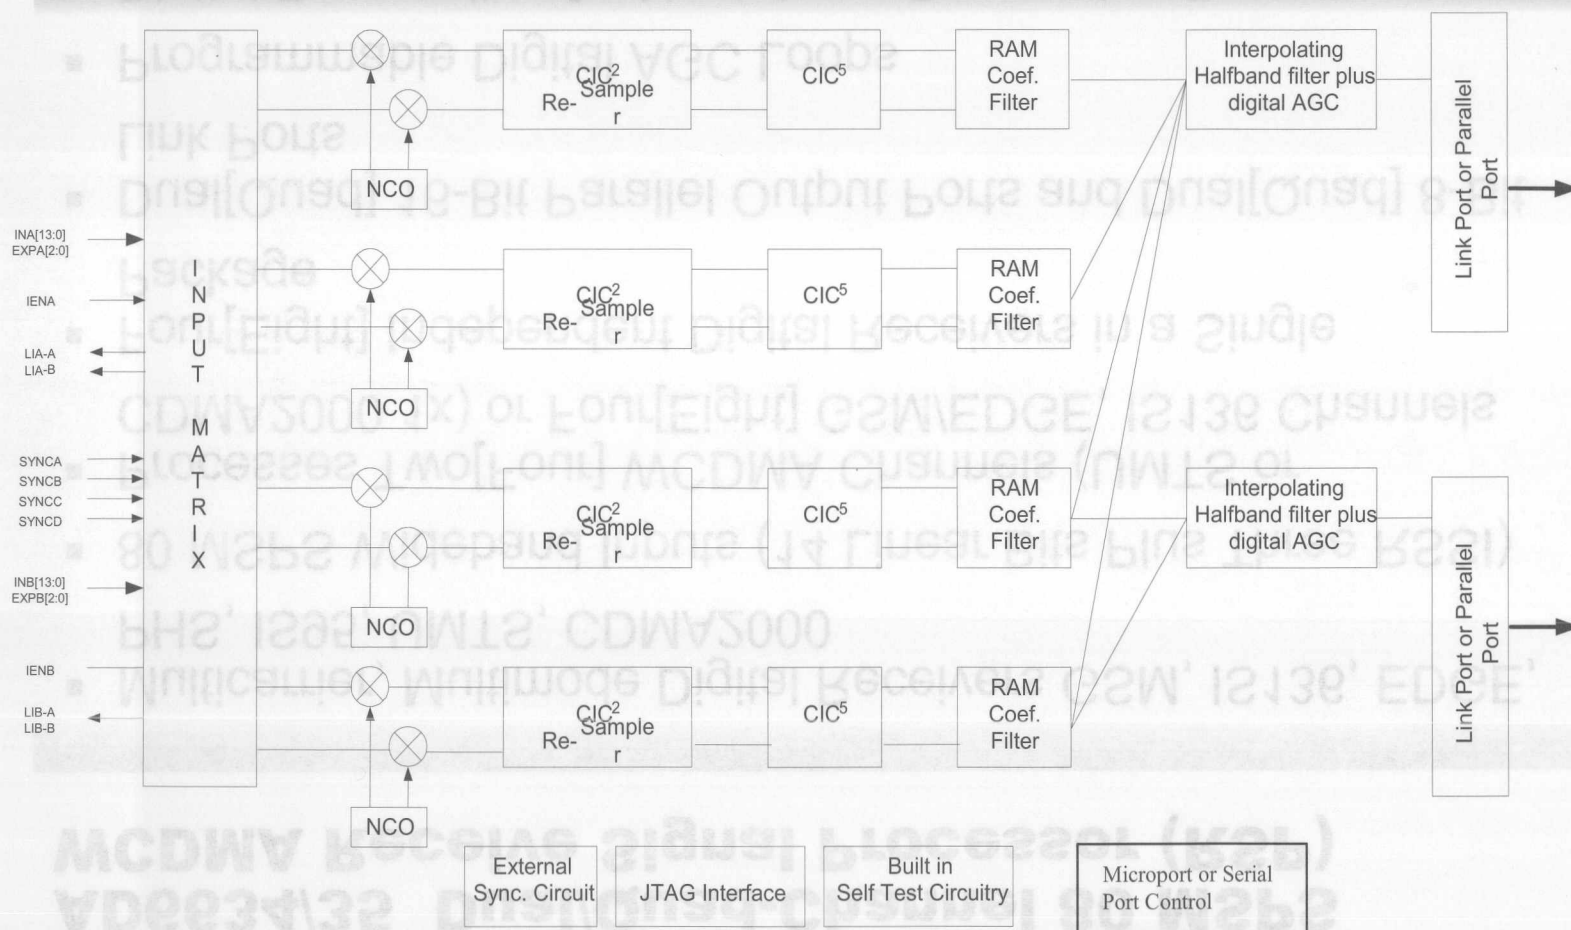 INA[13:0]
EXPA[2:0]
IENA
LIA-A
LIA-B
SYNCA
SYNCB
SYNCC
SYNCD
INB[13:0]
EXPB[2:0]
IENB
LIB-A
LIB-B
INPUT MATRIX
NCO
CIC²
Re-Sampler
CIC⁵
RAM
Coef.
Filter
NCO
CIC²
Re-Sampler
CIC⁵
RAM
Coef.
Filter
NCO
CIC²
Re-Sampler
CIC⁵
RAM
Coef.
Filter
NCO
CIC²
Re-Sampler
CIC⁵
RAM
Coef.
Filter
Interpolating
Halfband filter plus
digital AGC
Link Port or Parallel
Port
Interpolating
Halfband filter plus
digital AGC
Link Port or Parallel
Port
External
Sync. Circuit
JTAG Interface
Built in
Self Test Circuitry
Microport or Serial
Port Control
AD6634/35 Dual/Quad-Channel 80 MSPS
WCDMA Receive Signal Processor (RSP)
Multicarrier, Multimode Digital Receivers GSM, IS136, EDGE,
PHS, IS95, UMTS, CDMA2000
80 MSPS Wideband Inputs (14 Linear Bits Plus Three RSSI)
Processes Two[Four] WCDMA Channels (UMTS or
CDMA2000 1x) or Four[Eight] GSM/EDGE, IS136 Channels
Four[Eight] Independent Digital Receivers in a Single
Package
Dual[Quad] 16-Bit Parallel Output Ports and Dual[Quad] 8-Bit
Link Ports
Programmable Digital AGC Loops